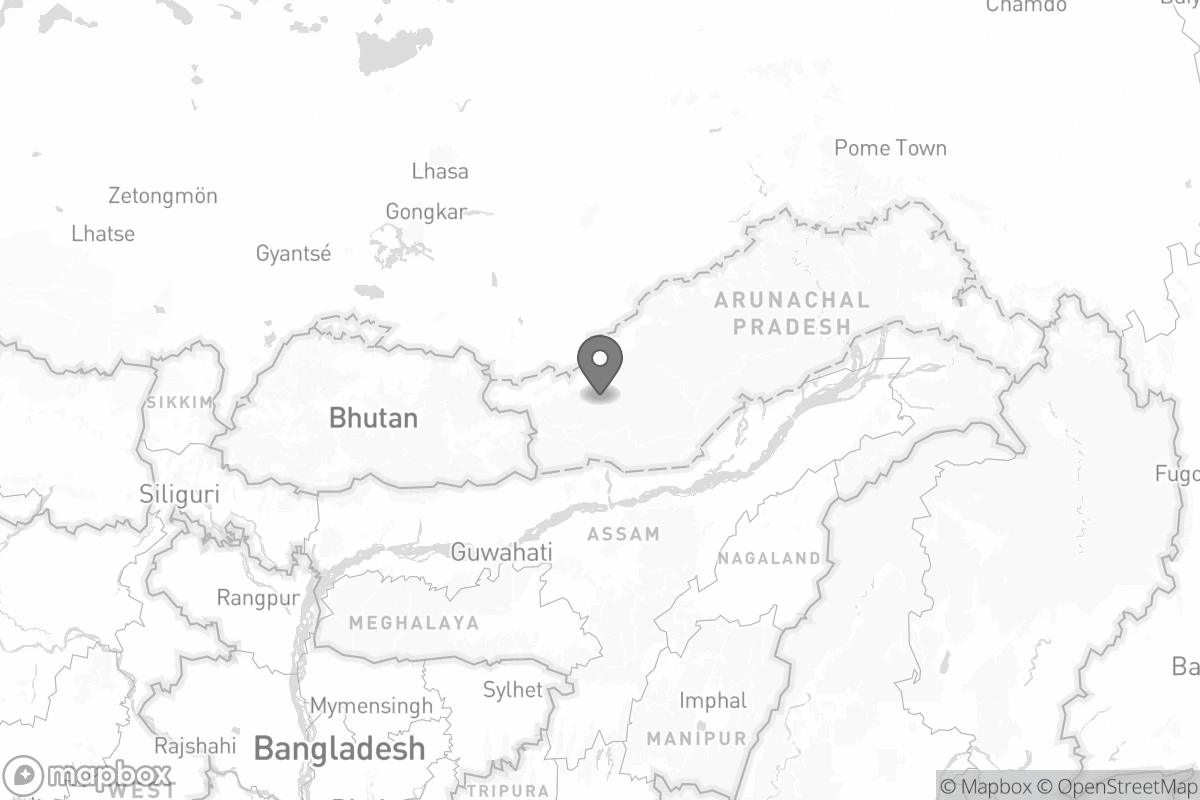 Chamdo
Pome Town
Lhasa
Zetongmön
Gongkar
Lhatse
Gyantsé
ARUNACHAL
PRADESH
SIKKIM
Bhutan
Siliguri
Fugo
ASSAM
Guwahati
NAGALAND
Rangpur
MEGHALAYA
Ba
Sylhet
Imphal
Mymensingh
MANIPUR
Rajshahi
Bangladesh
mapbox
WEST
TRIPURA
© Mapbox © OpenStreetMap